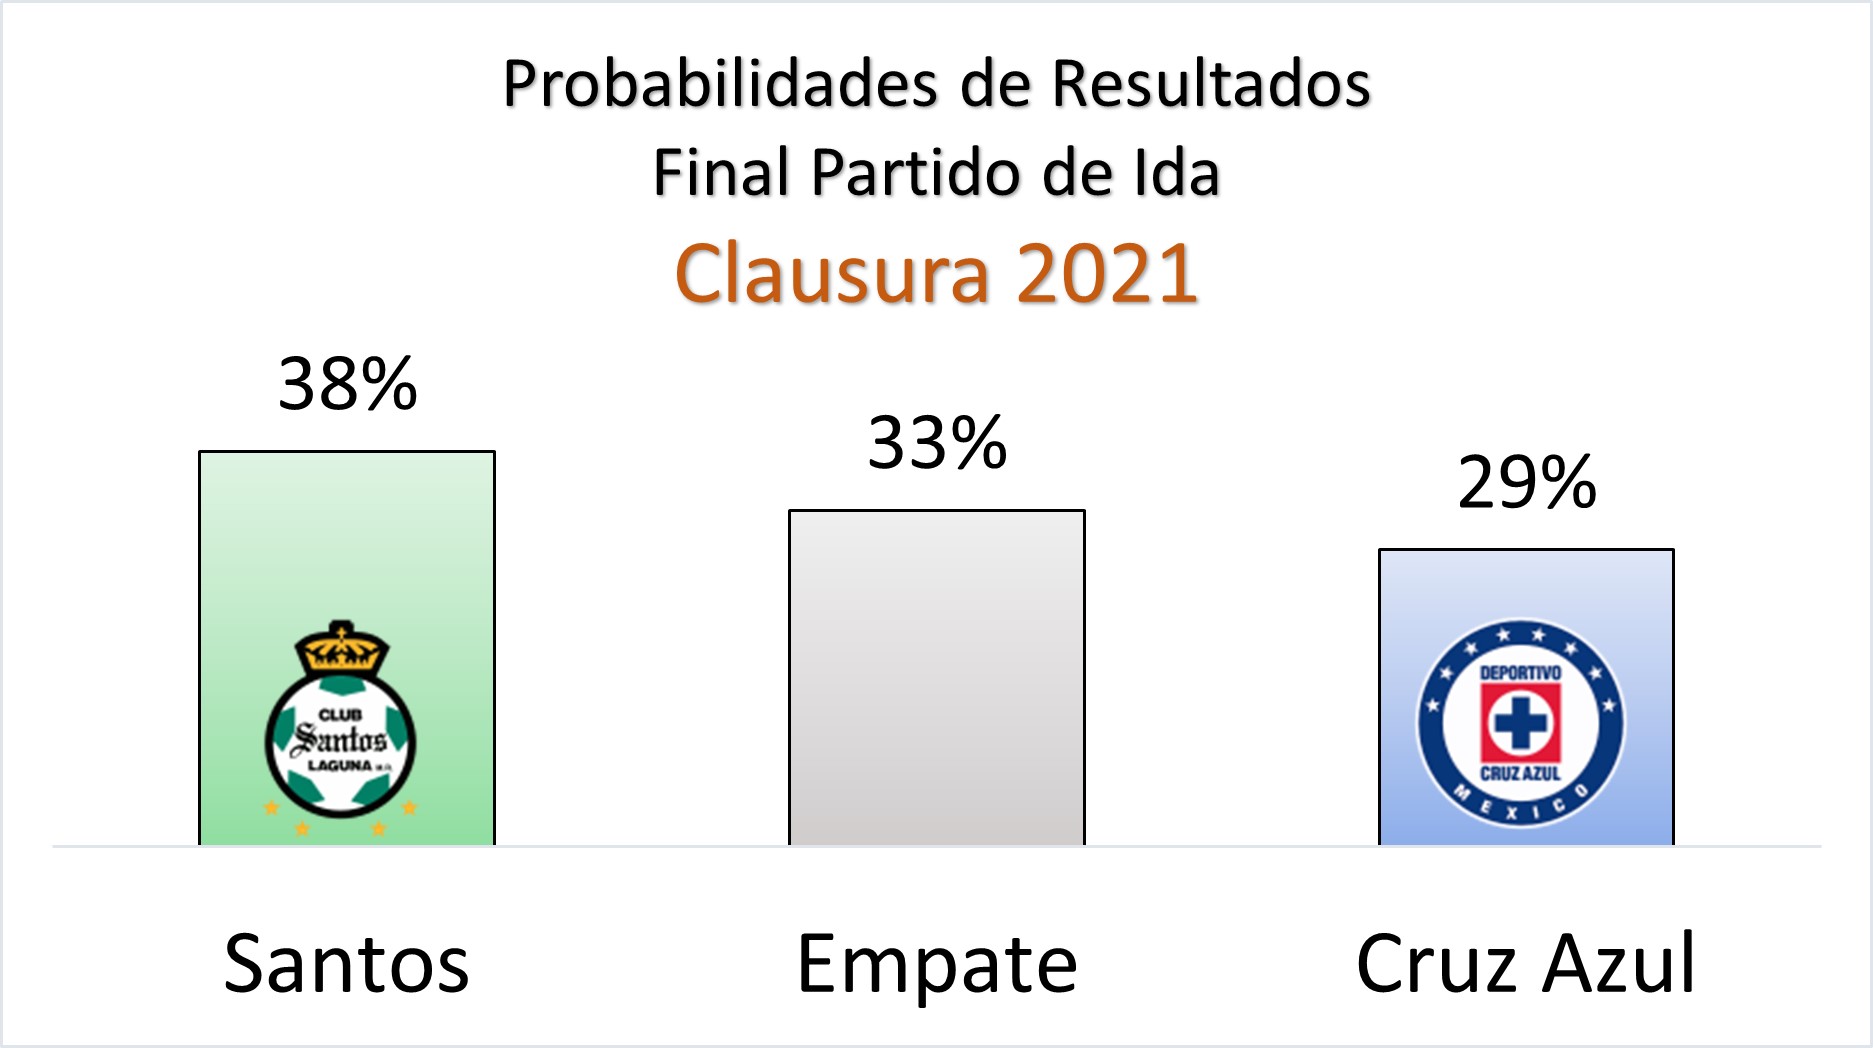 Probabilidades de Resultados
Final Partido de Ida
Clausura 2021
38%
33%
29%
CLUB
Santos
LAGUNA
DEPORTIVO
CRUZ AZUL
MEXICO
Santos
Empate
Cruz Azul